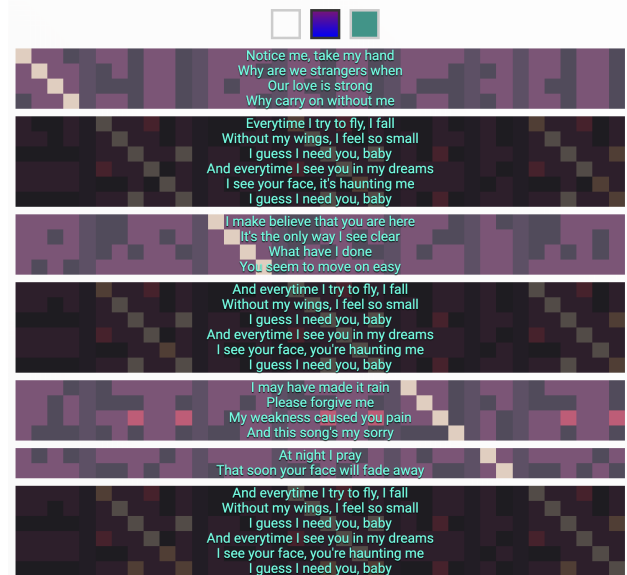 Notice me, take my hand
Why are we strangers when
Our love is strong
Why carry on without me
Everytime I try to fly, I fall
Without my wings, I feel so small
I guess I need you, baby
And everytime I see you in my dreams
I see your face, it's haunting me
I guess I need you, baby
I make believe that you are here
It's the only way I see clear
What have I done
You seem to move on easy
And everytime I try to fly, I fall
Without my wings, I feel so small
I guess I need you, baby
And everytime I see you in my dreams
I see your face, you're haunting me
I guess I need you, baby
I may have made it rain
Please forgive me
My weakness caused you pain
And this song's my sorry
At night I pray
That soon your face will fade away
And everytime I try to fly, I fall
Without my wings, I feel so small
I guess I need you, baby
And everytime I see you in my dreams
I see your face, you're haunting me
I guess I need you, baby